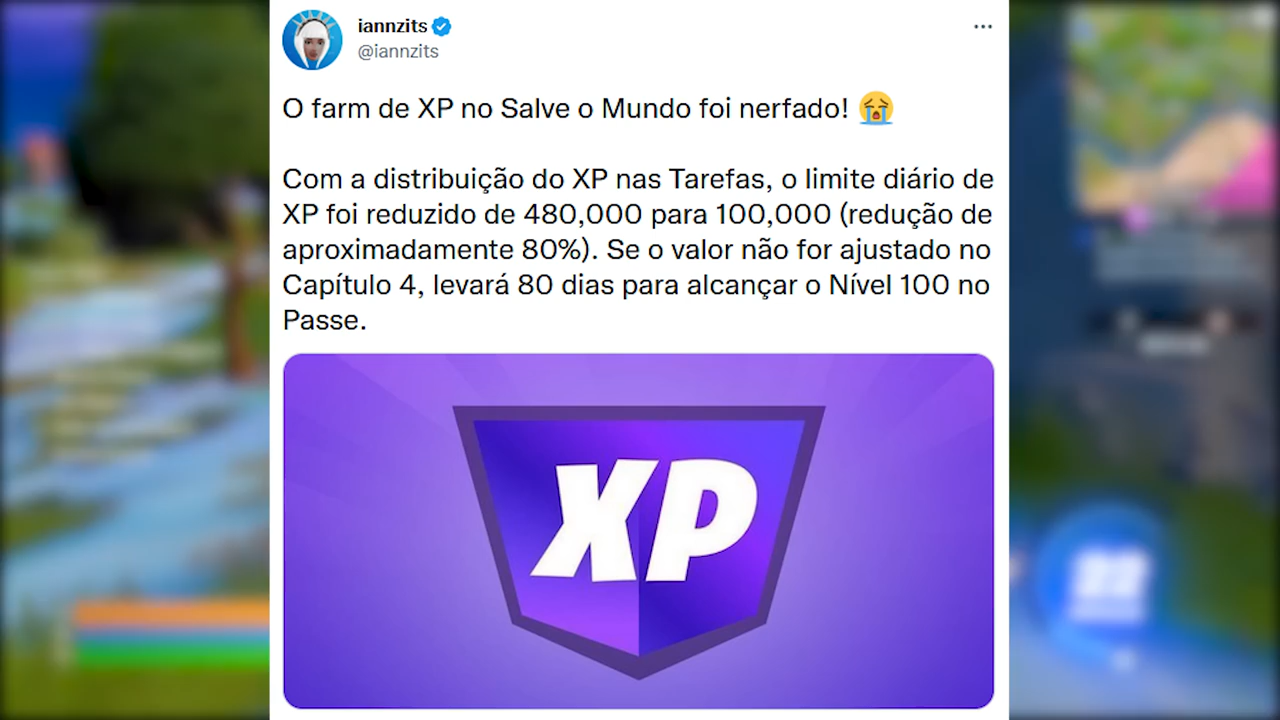 iannzits
@iannzits
O farm de XP no Salve o Mundo foi nerfado! 😭
Com a distribuição do XP nas Tarefas, o limite diário de
XP foi reduzido de 480,000 para 100,000 (redução de
aproximadamente 80%). Se o valor não for ajustado no
Capítulo 4, levará 80 dias para alcançar o Nível 100 no
Passe.
XP